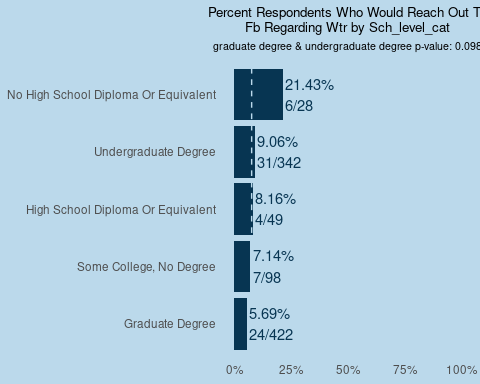 Percent Respondents Who Would Reach Out T
Fb Regarding Wtr by Sch_level_cat
graduate degree & undergraduate degree p-value: 0.098
No High School Diploma Or Equivalent
21.43%
6/28
Undergraduate Degree
9.06%
31/342
High School Diploma Or Equivalent
8.16%
4/49
Some College, No Degree
7.14%
7/98
Graduate Degree
5.69%
24/422
0% 25% 50% 75% 100%